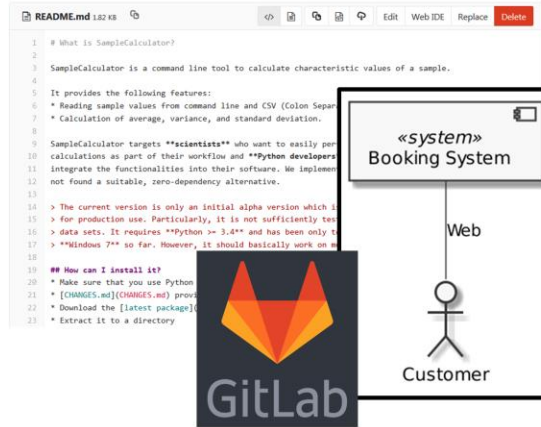 README.md 1.82 KB
Edit Web IDE Replace Delete
1 # What is SampleCalculator?
2
3 SampleCalculator is a command line tool to calculate characteristic values of a sample.
4
5 It provides the following features:
6 * Reading sample values from command line and CSV (Colon Separ
7 * Calculation of average, variance, and standard deviation.
8
9 SampleCalculator targets **scientists** who want to easily per
10 calculations as part of their workflow and **Python developers*
11 integrate the functionalities into their software. We implement
12 not found a suitable, zero-dependency alternative.
13
14 > The current version is only an initial alpha version which is
15 > for production use. Particularly, it is not sufficiently test
16 > data sets. It requires **Python >= 3.4** and has been only te
17 > **Windows 7** so far. However, it should basically work on mo
18
19 ## How can I install it?
20 * Make sure that you use Python
21 * [CHANGES.md](CHANGES.md) provi
22 * Download the [latest package](
23 * Extract it to a directory
«system»
Booking System
Web
Customer
GitLab